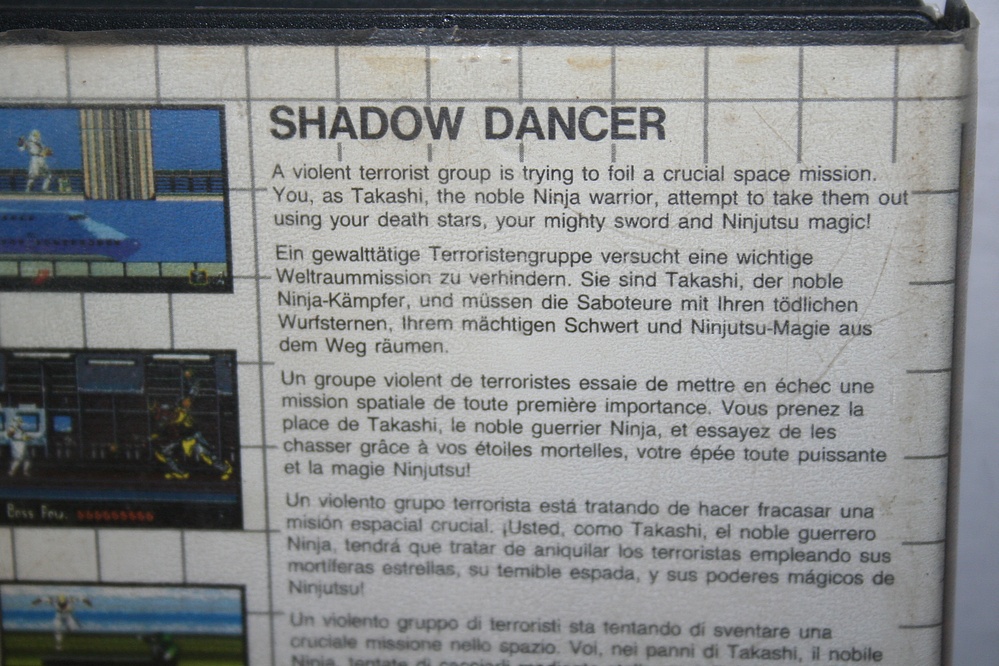 SHADOW DANCER
A violent terrorist group is trying to foil a crucial space mission.
You, as Takashi, the noble Ninja warrior, attempt to take them out
using your death stars, your mighty sword and Ninjutsu magic!
Ein gewalttätige Terroristengruppe versucht eine wichtige
Weltraummission zu verhindern. Sie sind Takashi, der noble
Ninja-Kämpfer, und müssen die Saboteure mit Ihren tödlichen
Wurfsternen, Ihrem mächtigen Schwert und Ninjutsu-Magie aus
dem Weg räumen.
Un groupe violent de terroristes essaie de mettre en échec une
mission spatiale de toute première importance. Vous prenez la
place de Takashi, le noble guerrier Ninja, et essayez de les
chasser grâce à vos étoiles mortelles, votre épée toute puissante
et la magie Ninjutsu!
Boss Pow.
Un violento grupo terrorista está tratando de hacer fracasar una
misión espacial crucial. ¡Usted, como Takashi, el noble guerrero
Ninja, tendrá que tratar de aniquilar los terroristas empleando sus
mortíferas estrellas, su temible espada, y sus poderes mágicos de
Ninjutsu!
Un violento gruppo di terroristi sta tentando di sventare una
cruciale missione nello spazio. Voi, nei panni di Takashi, il nobile
Ninja, tentate di